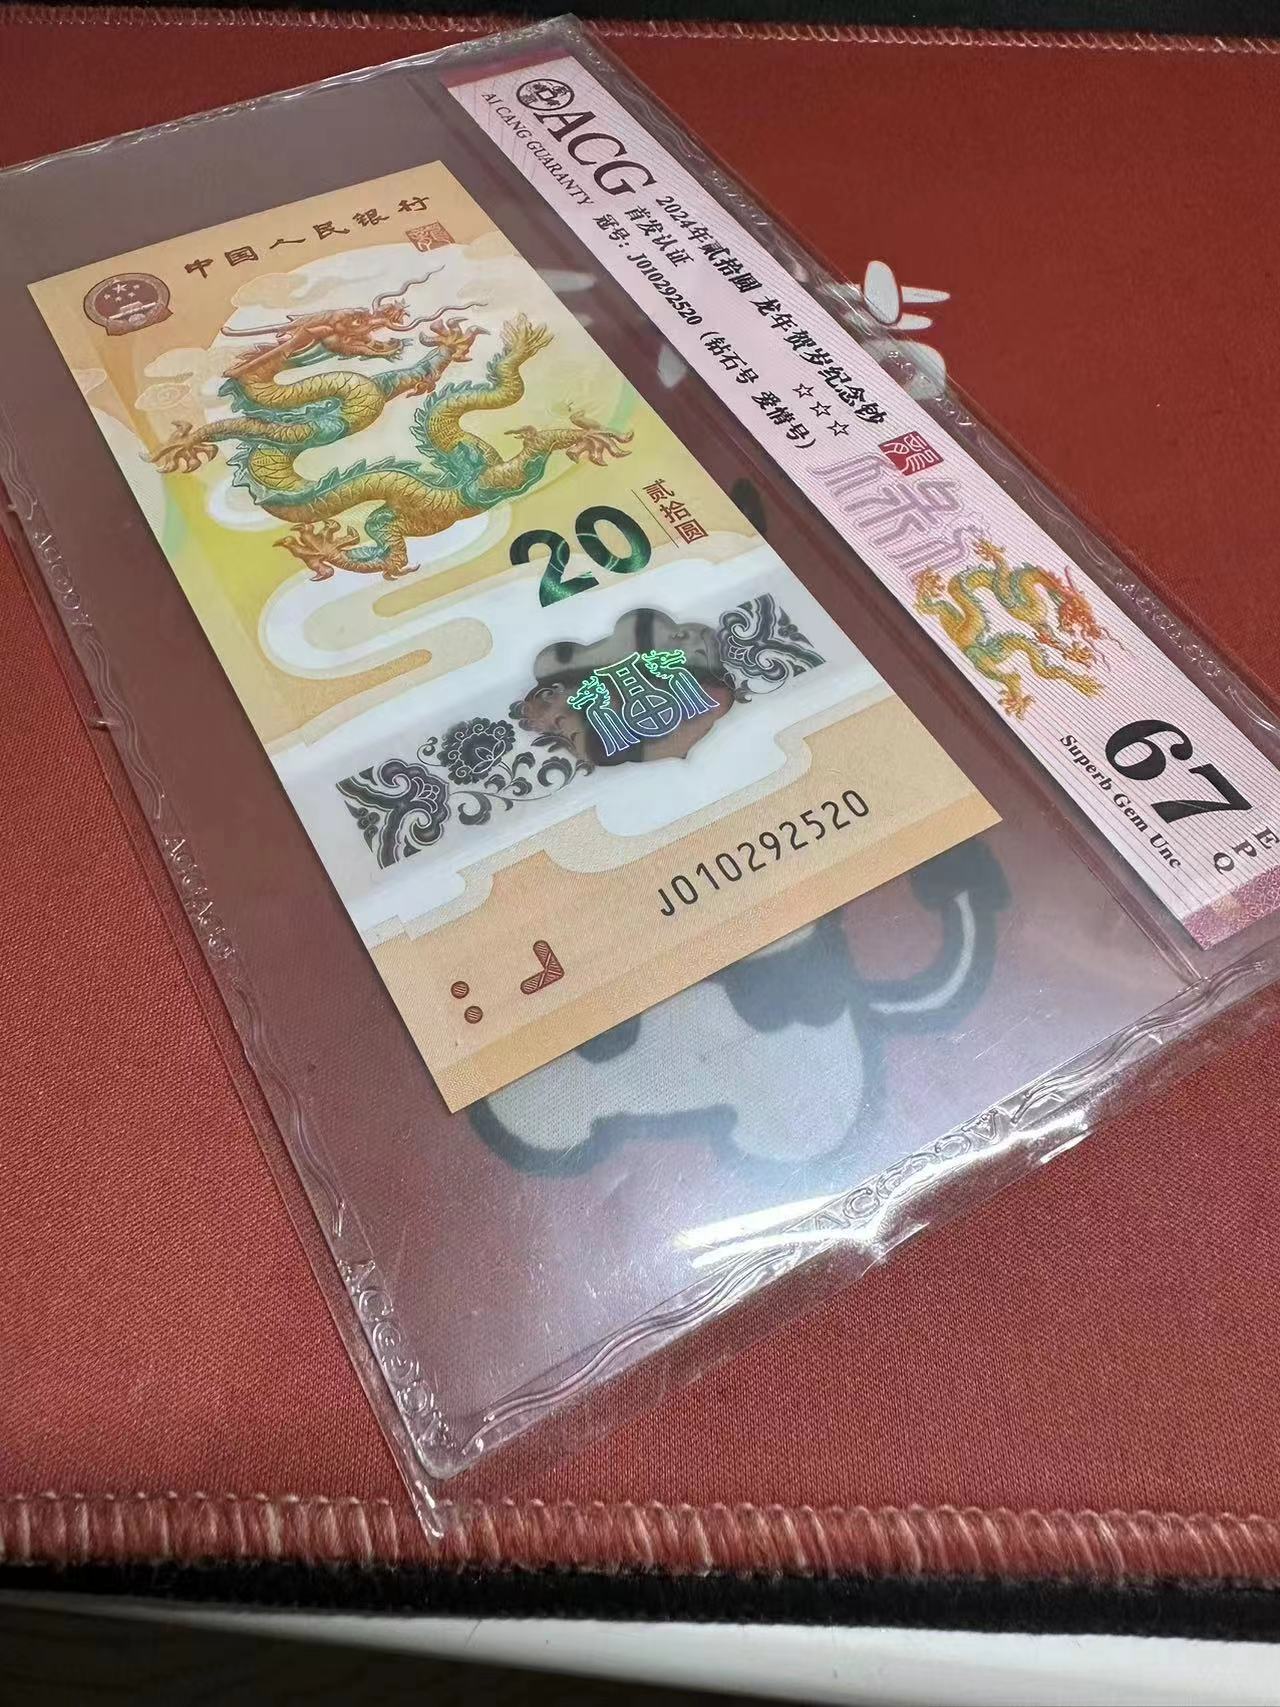 ACG
AI CANG GUARANTY
2024年贰拾圆 龙年贺岁纪念钞
首发认证 ☆☆☆
冠号：J010292520（钻石号 爱情号）
67
EPQ
Superb Gem Unc
中国人民银行
20
贰拾圆
J010292520